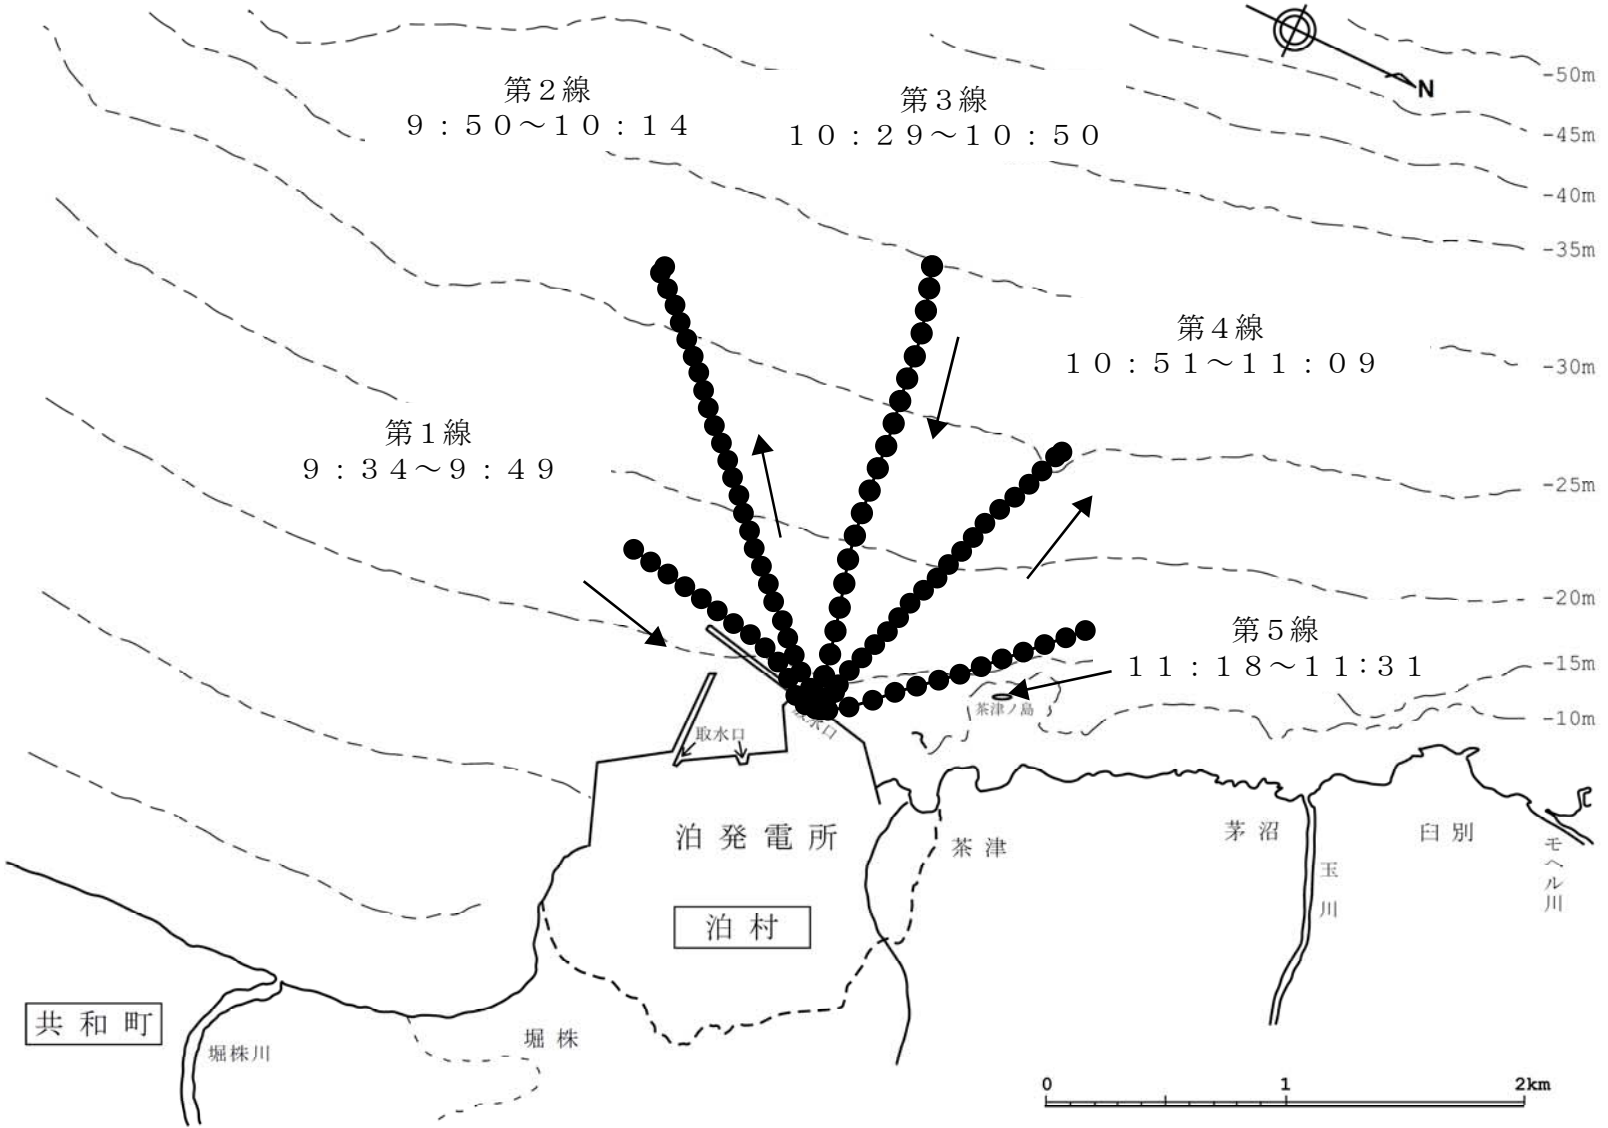 N
-50m
第2線
9:50~10:14
第3線
10:29~10:50
-45m
-40m
-35m
第4線
10:51~11:09
-30m
第1線
9:34~9:49
-25m
-20m
第5線
11:18~11:31
-15m
茶津ノ島
-10m
取水口
取水口
泊発電所
茶津
茅沼
臼別
玉川
モヘル川
泊村
共和町
堀株川
堀株
0 1 2km